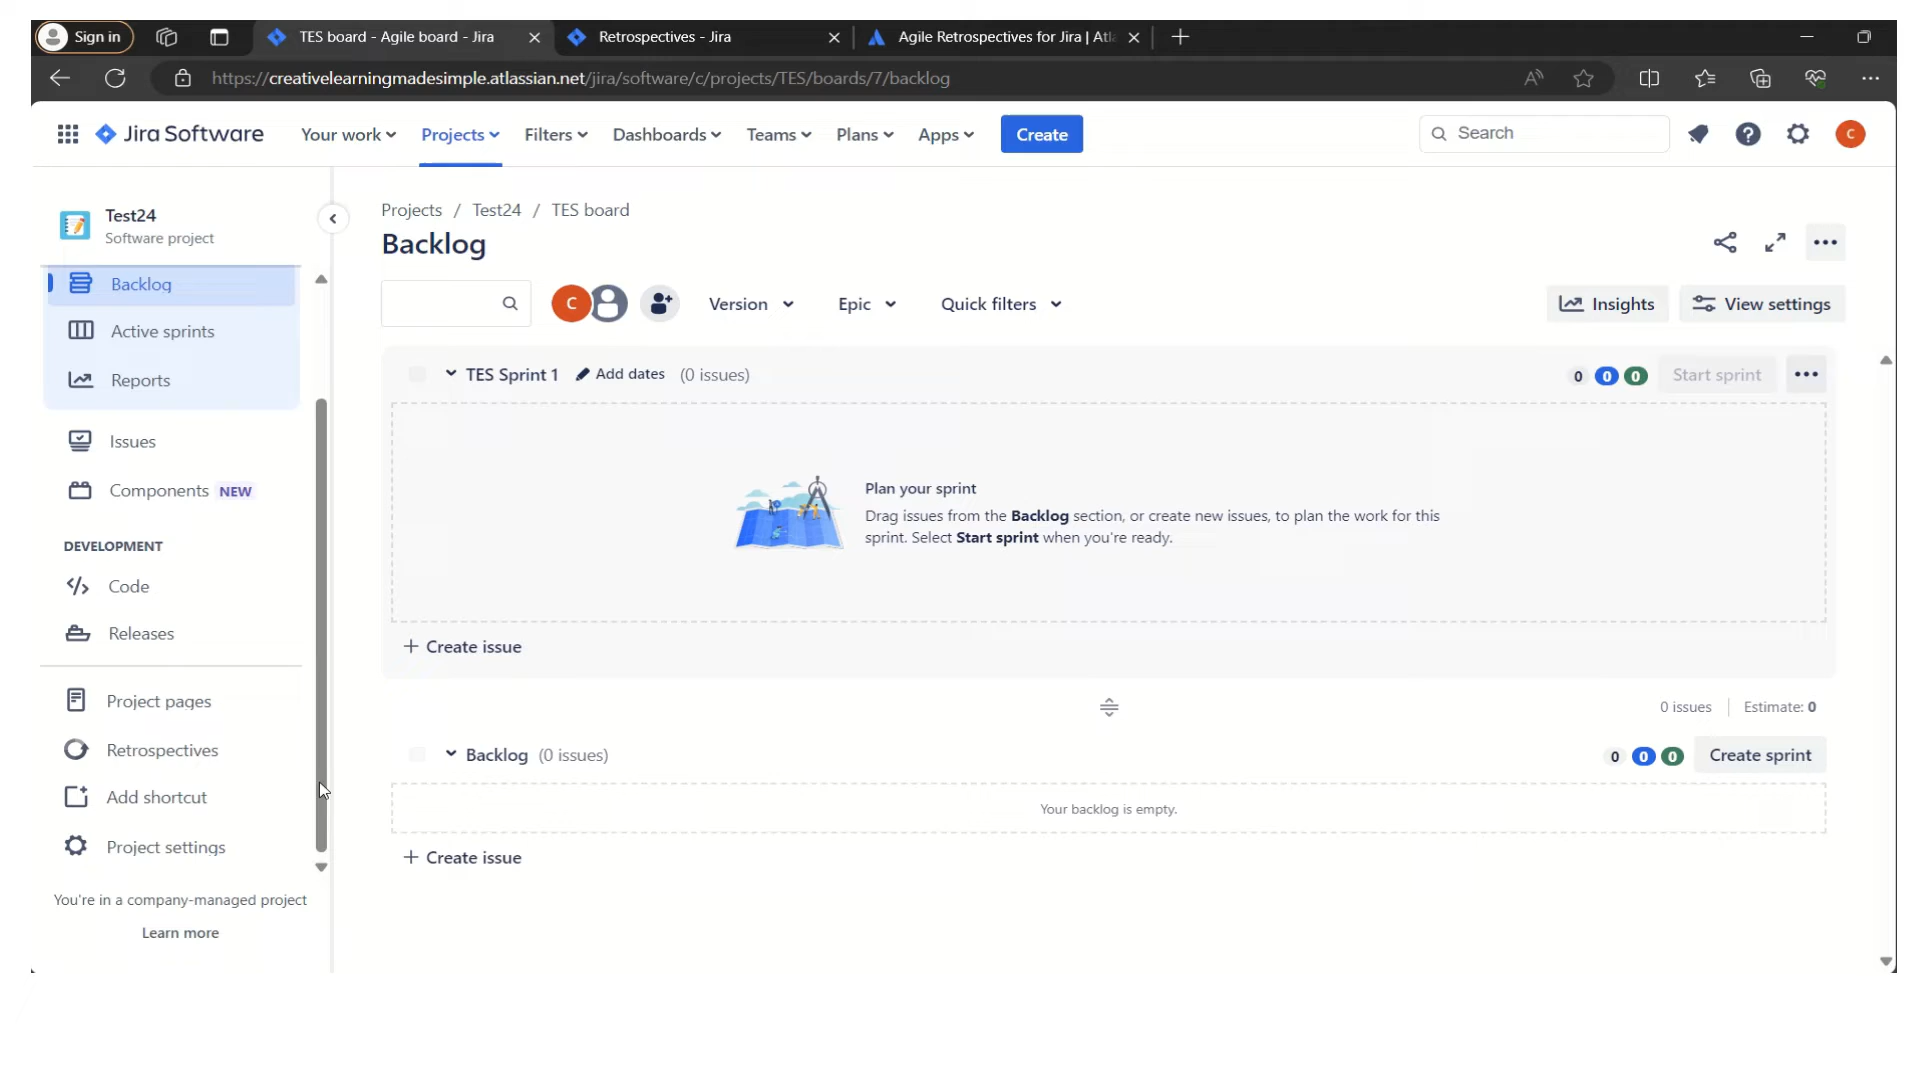 Sign in
TES board - Agile board - Jira
Retrospectives - Jira
Agile Retrospectives for Jira | Atl
https://creativelearningmadesimple.atlassian.net/jira/software/c/projects/TES/boards/7/backlog
Jira Software
Your work
Projects
Filters
Dashboards
Teams
Plans
Apps
Create
Search
C
Test24
Software project
Backlog
Active sprints
Reports
Issues
Components NEW
DEVELOPMENT
Code
Releases
Project pages
Retrospectives
Add shortcut
Project settings
You're in a company-managed project
Learn more
Projects / Test24 / TES board
Backlog
C
Version
Epic
Quick filters
Insights
View settings
TES Sprint 1 Add dates (0 issues)
0 0 0
Start sprint
Plan your sprint
Drag issues from the Backlog section, or create new issues, to plan the work for this
sprint. Select Start sprint when you're ready.
+ Create issue
0 issues
Estimate: 0
Backlog (0 issues)
0 0 0
Create sprint
Your backlog is empty.
+ Create issue